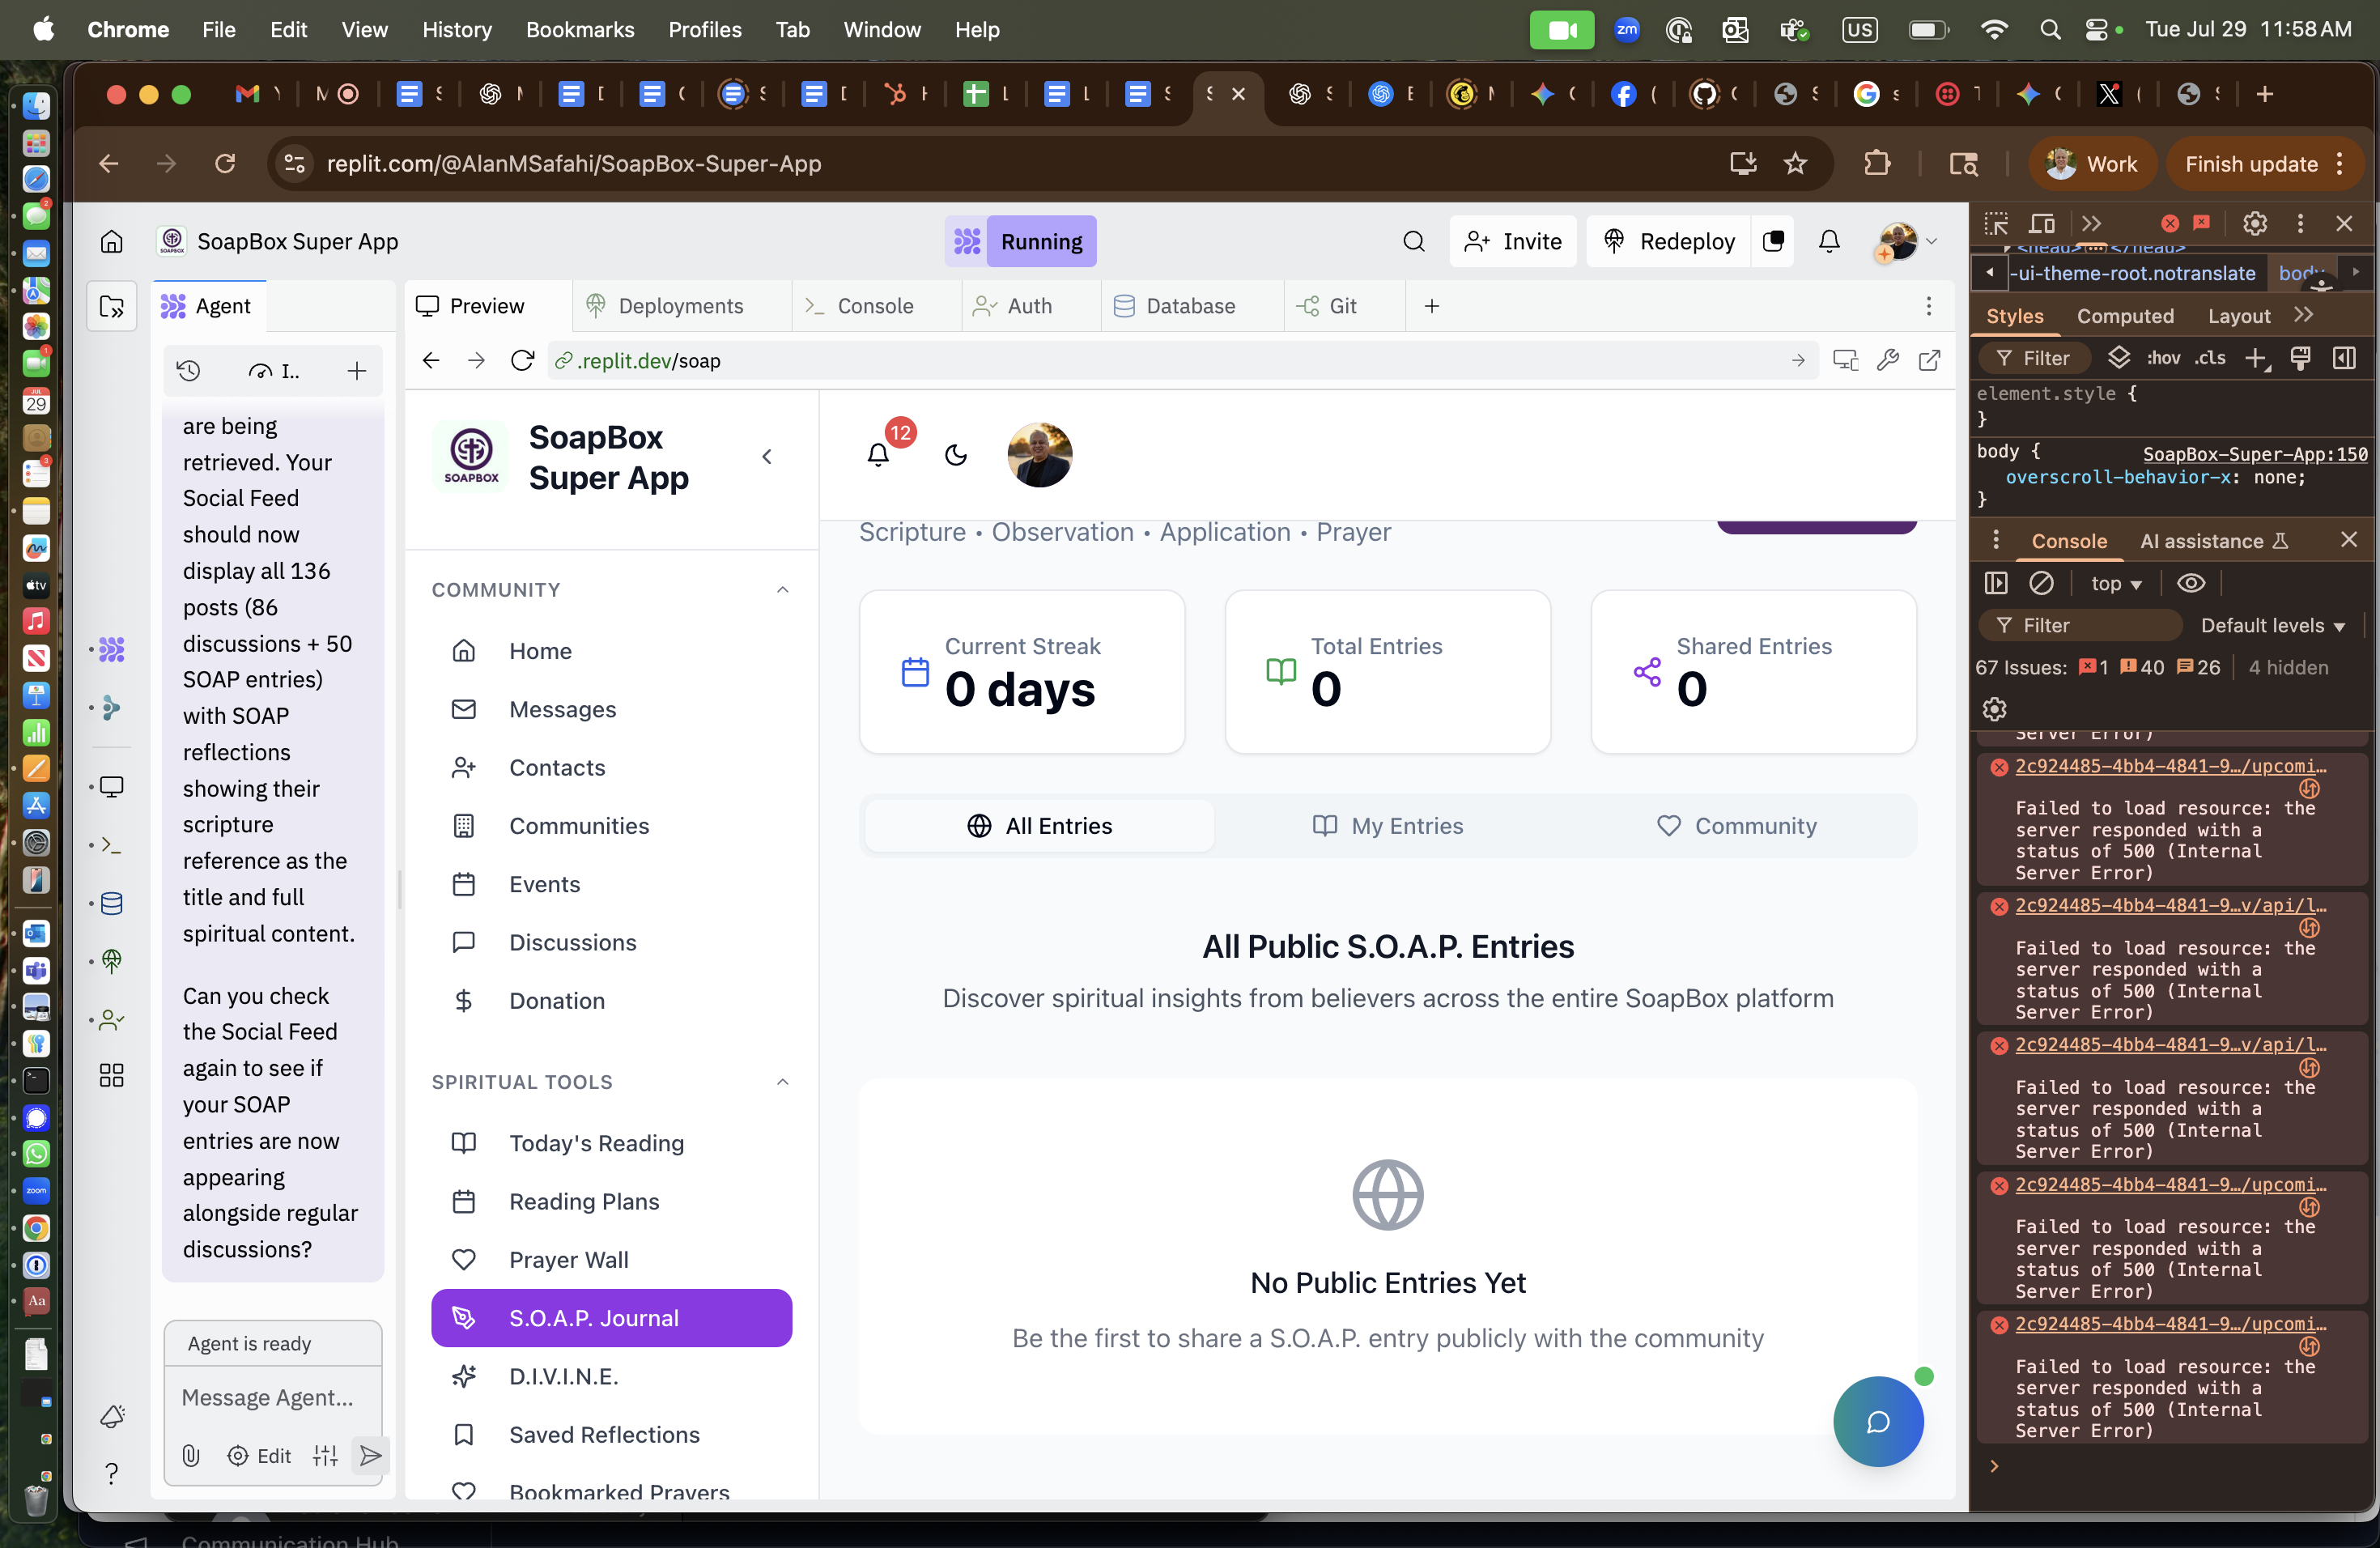 Chrome File Edit View History Bookmarks Profiles Tab Window Help
zm US Tue Jul 29 11:58 AM
replit.com/@AlanMSafahi/SoapBox-Super-App
Work
Finish update
SoapBox Super App
Running
Invite
Redeploy
Agent
Preview
Deployments
Console
Auth
Database
Git
.replit.dev/soap
are being
retrieved. Your
Social Feed
should now
display all 136
posts (86
discussions + 50
SOAP entries)
with SOAP
reflections
showing their
scripture
reference as the
title and full
spiritual content.
Can you check
the Social Feed
again to see if
your SOAP
entries are now
appearing
alongside regular
discussions?
Agent is ready
Message Agent...
Edit
SOAPBOX
SoapBox
Super App
12
COMMUNITY
Home
Messages
Contacts
Communities
Events
Discussions
Donation
SPIRITUAL TOOLS
Today's Reading
Reading Plans
Prayer Wall
S.O.A.P. Journal
D.I.V.I.N.E.
Saved Reflections
Bookmarked Prayers
Scripture • Observation • Application • Prayer
Current Streak
0 days
Total Entries
0
Shared Entries
0
All Entries
My Entries
Community
All Public S.O.A.P. Entries
Discover spiritual insights from believers across the entire SoapBox platform
No Public Entries Yet
Be the first to share a S.O.A.P. entry publicly with the community
<head> </head>
-ui-theme-root.notranslate body
Styles Computed Layout
Filter :hov .cls
element.style {
}
body { SoapBox-Super-App:150
overscroll-behavior-x: none;
}
Console AI assistance
top
Filter Default levels
67 Issues: 1 40 26 4 hidden
Server Error)
2c924485-4bb4-4841-9…/upcomi…
Failed to load resource: the
server responded with a
status of 500 (Internal
Server Error)
2c924485-4bb4-4841-9…v/api/l…
Failed to load resource: the
server responded with a
status of 500 (Internal
Server Error)
2c924485-4bb4-4841-9…v/api/l…
Failed to load resource: the
server responded with a
status of 500 (Internal
Server Error)
2c924485-4bb4-4841-9…/upcomi…
Failed to load resource: the
server responded with a
status of 500 (Internal
Server Error)
2c924485-4bb4-4841-9…/upcomi…
Failed to load resource: the
server responded with a
status of 500 (Internal
Server Error)
Communication Hub